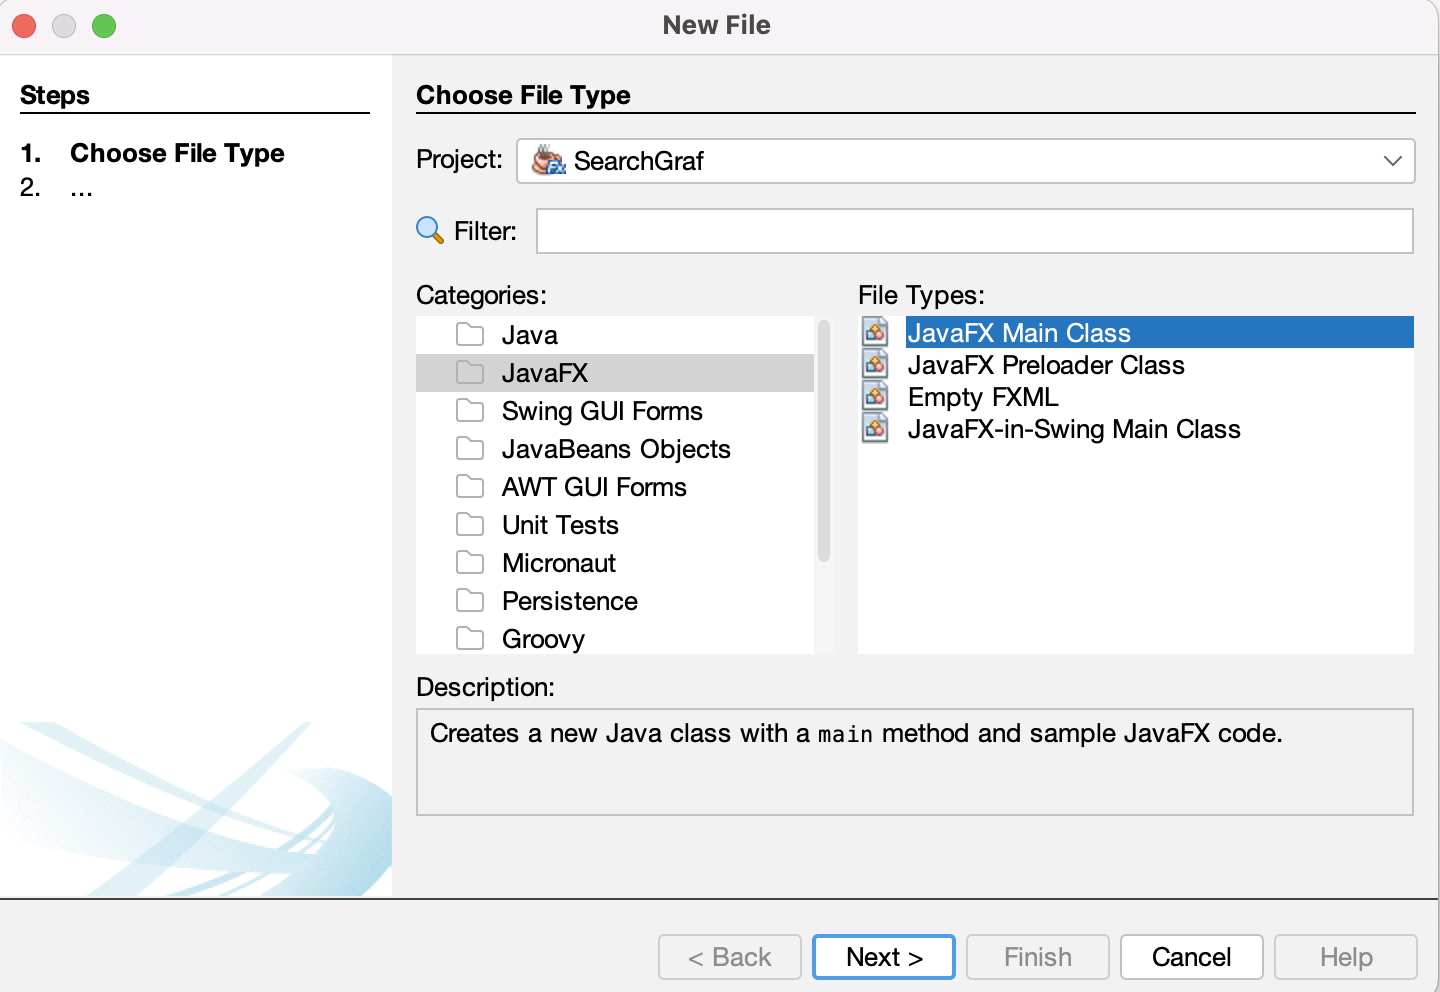 New File
Steps
1. Choose File Type
2. ...
Choose File Type
Project: SearchGraf
Filter:
Categories:
Java
JavaFX
Swing GUI Forms
JavaBeans Objects
AWT GUI Forms
Unit Tests
Micronaut
Persistence
Groovy
File Types:
JavaFX Main Class
JavaFX Preloader Class
Empty FXML
JavaFX-in-Swing Main Class
Description:
Creates a new Java class with a main method and sample JavaFX code.
< Back Next > Finish Cancel Help